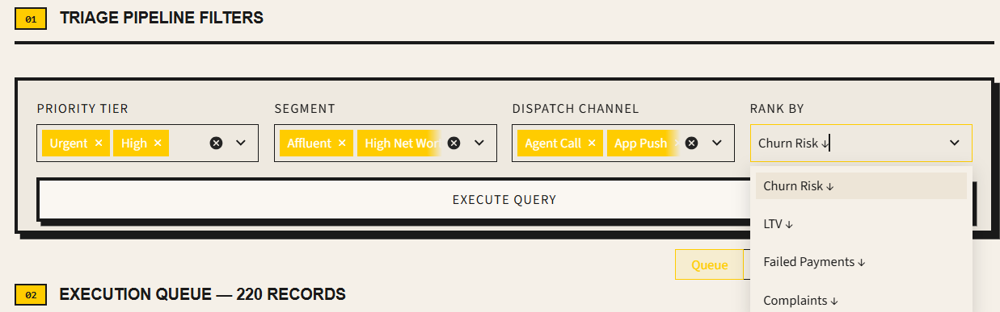 01 TRIAGE PIPELINE FILTERS
PRIORITY TIER SEGMENT DISPATCH CHANNEL RANK BY
Urgent × High × Affluent × High Net Wor Agent Call × App Push × Churn Risk ↓
EXECUTE QUERY
Churn Risk ↓
LTV ↓
Failed Payments ↓
Queue
02 EXECUTION QUEUE — 220 RECORDS
Complaints ↓